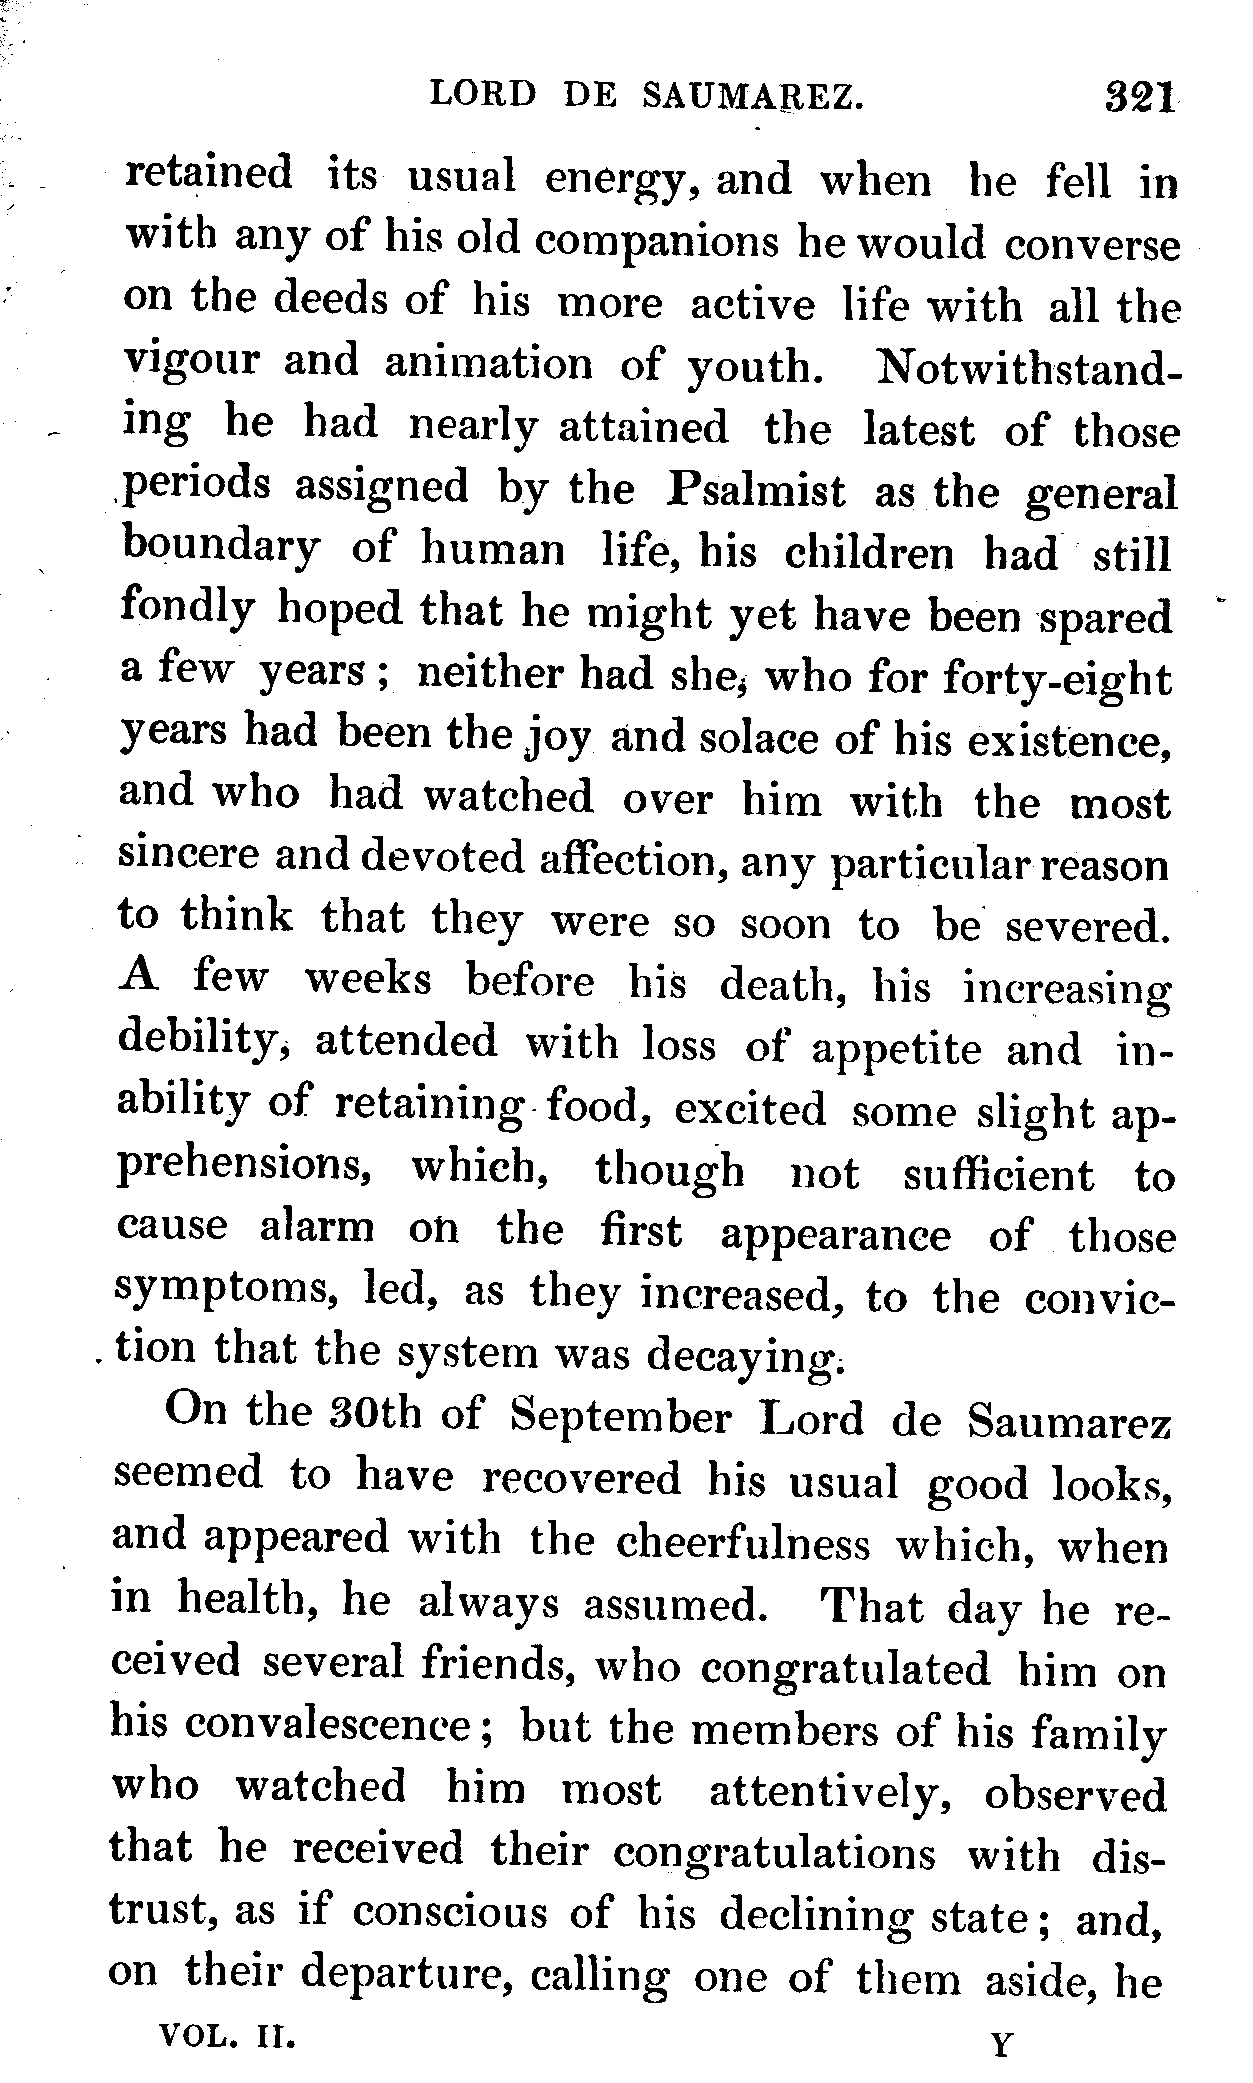 LORD DE SAUMAREZ. 321
retained its usual energy, and when he fell in
with any of his old companions he would converse
on the deeds of his more active life with all the
vigour and animation of youth. Notwithstand-
ing he had nearly attained the latest of those
periods assigned by the Psalmist as the general
boundary of human life, his children had still
fondly hoped that he might yet have been spared
a few years; neither had she, who for forty-eight
years had been the joy and solace of his existence,
and who had watched over him with the most
sincere and devoted affection, any particular reason
to think that they were so soon to be severed.
A few weeks before his death, his increasing
debility, attended with loss of appetite and in-
ability of retaining food, excited some slight ap-
prehensions, which, though not sufficient to
cause alarm on the first appearance of those
symptoms, led, as they increased, to the convic-
tion that the system was decaying.
On the 30th of September Lord de Saumarez
seemed to have recovered his usual good looks,
and appeared with the cheerfulness which, when
in health, he always assumed. That day he re-
ceived several friends, who congratulated him on
his convalescence; but the members of his family
who watched him most attentively, observed
that he received their congratulations with dis-
trust, as if conscious of his declining state; and,
on their departure, calling one of them aside, he
VOL. II. Y